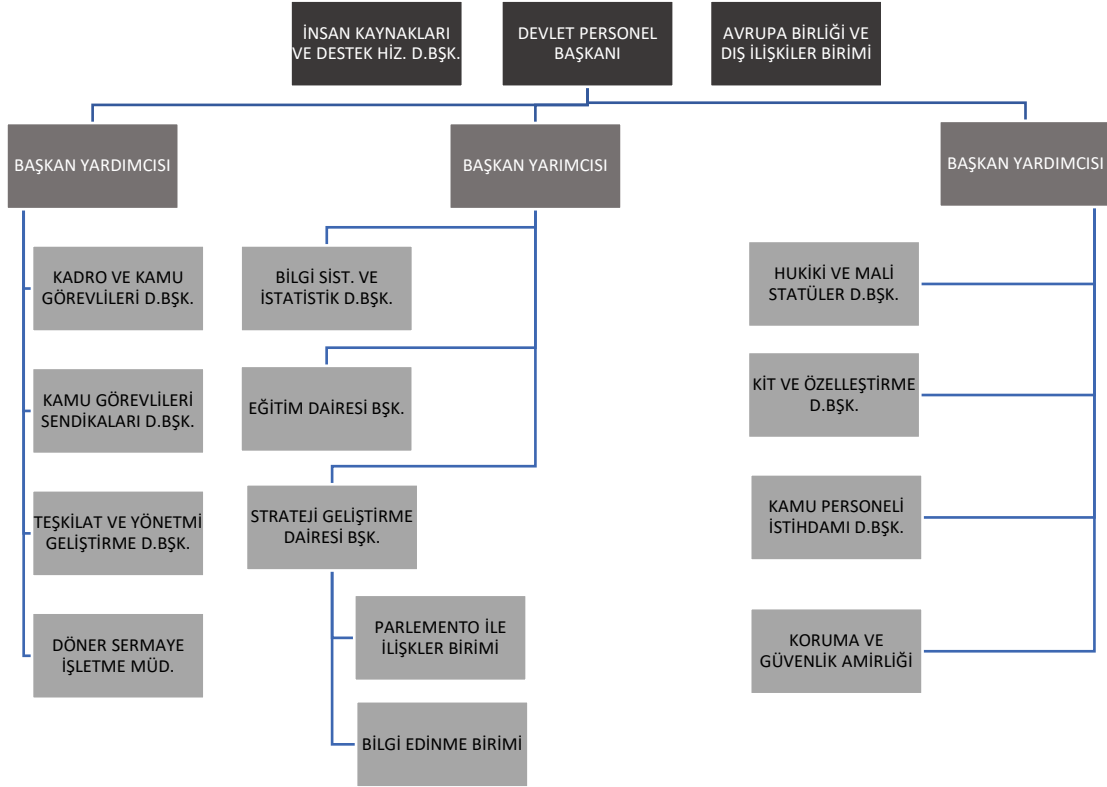 İNSAN KAYNAKLARI
VE DESTEK HİZ. D.BŞK.
DEVLET PERSONEL
BAŞKANI
AVRUPA BİRLİĞİ VE
DIŞ İLİŞKİLER BİRİMİ
BAŞKAN YARDIMCISI
BAŞKAN YARIMCISI
BAŞKAN YARDIMCISI
KADRO VE KAMU
GÖREVLİLERİ D.BŞK.
KAMU GÖREVLİLERİ
SENDİKALARI D.BŞK.
TEŞKİLAT VE YÖNETMİ
GELİŞTİRME D.BŞK.
DÖNER SERMAYE
İŞLETME MÜD.
BİLGİ SİST. VE
İSTATİSTİK D.BŞK.
EĞİTİM DAİRESİ BŞK.
STRATEJİ GELİŞTİRME
DAİRESİ BŞK.
PARLEMENTO İLE
İLİŞKLER BİRİMİ
BİLGİ EDİNME BİRİMİ
HUKİKİ VE MALİ
STATÜLER D.BŞK.
KİT VE ÖZELLEŞTİRME
D.BŞK.
KAMU PERSONELİ
İSTİHDAMI D.BŞK.
KORUMA VE
GÜVENLİK AMİRLİĞİ